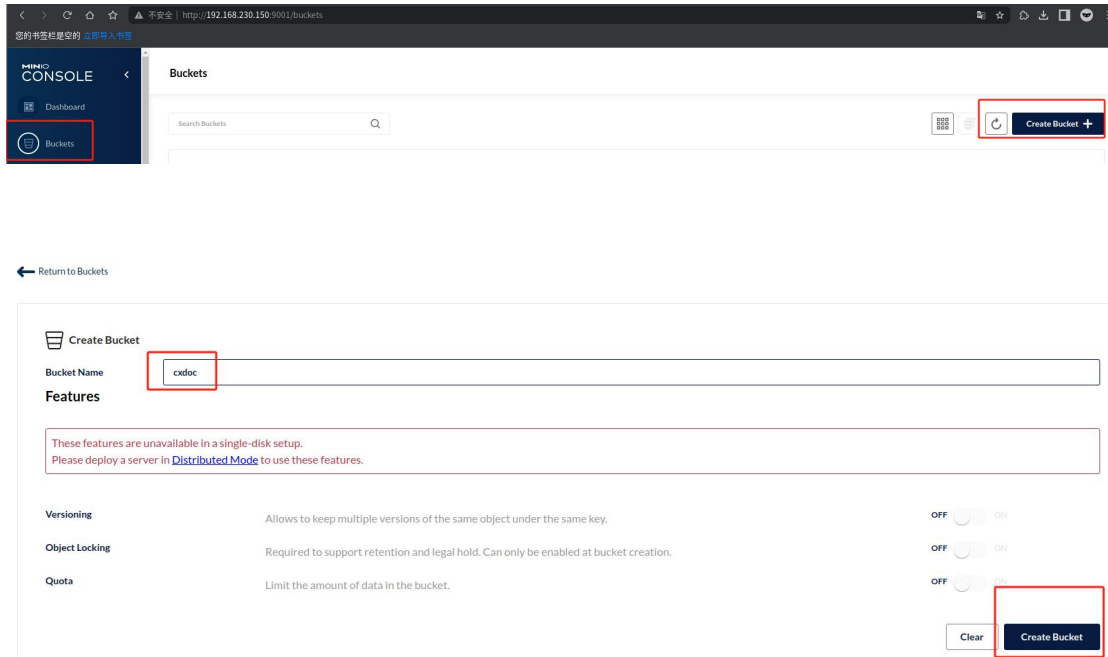 不安全 | http://192.168.230.150:9001/buckets
您的书签栏是空的 立即导入书签
MINIO
CONSOLE
Buckets
Dashboard
Search Buckets
Create Bucket +
Buckets
Return to Buckets
Create Bucket
Bucket Name
cxdoc
Features
These features are unavailable in a single-disk setup.
Please deploy a server in Distributed Mode to use these features.
Versioning
Allows to keep multiple versions of the same object under the same key.
OFF ON
Object Locking
Required to support retention and legal hold. Can only be enabled at bucket creation.
OFF ON
Quota
Limit the amount of data in the bucket.
OFF ON
Clear
Create Bucket